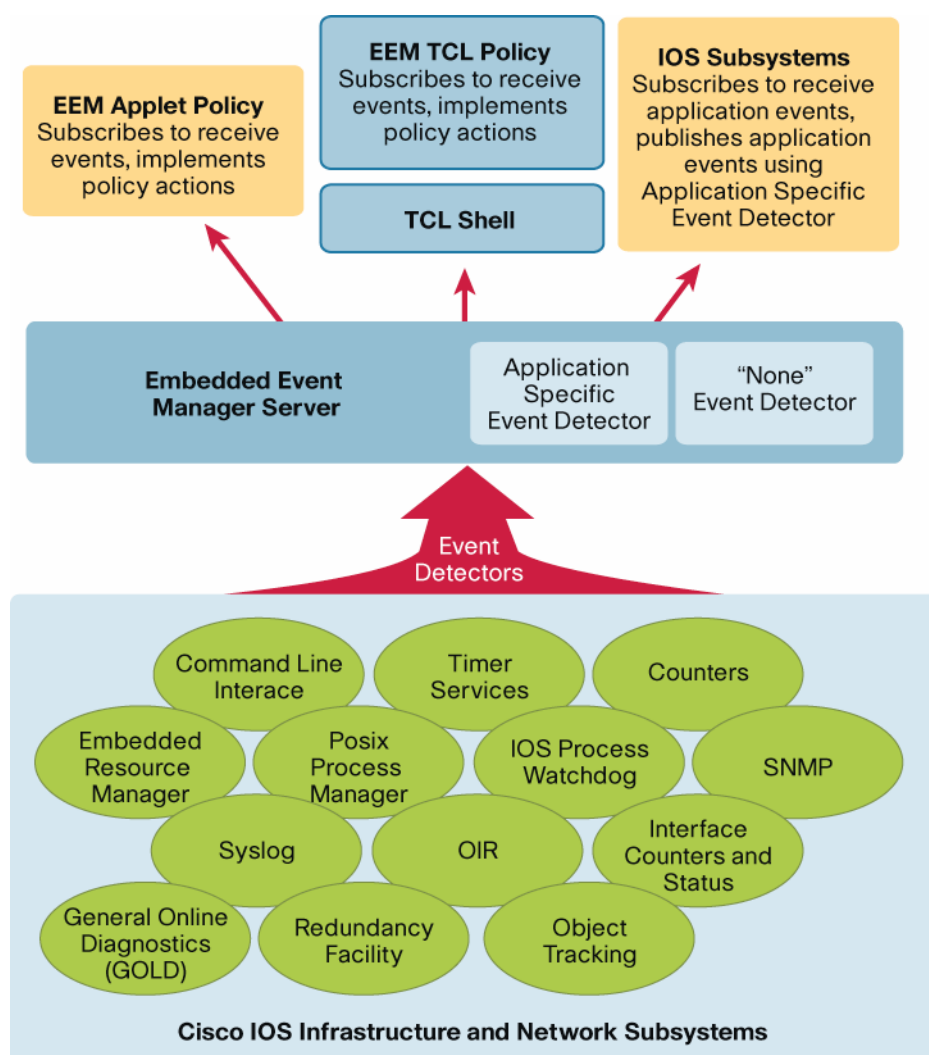 EEM Applet Policy
Subscribes to receive
events, implements
policy actions
EEM TCL Policy
Subscribes to receive
events, implements
policy actions
TCL Shell
IOS Subsystems
Subscribes to receive
application events,
publishes application
events using
Application Specific
Event Detector
Embedded Event
Manager Server
Application
Specific
Event Detector
“None”
Event Detector
Event
Detectors
Command Line
Interace
Timer
Services
Counters
Embedded
Resource
Manager
Posix
Process
Manager
IOS Process
Watchdog
SNMP
Syslog
OIR
Interface
Counters and
Status
General Online
Diagnostics
(GOLD)
Redundancy
Facility
Object
Tracking
Cisco IOS Infrastructure and Network Subsystems